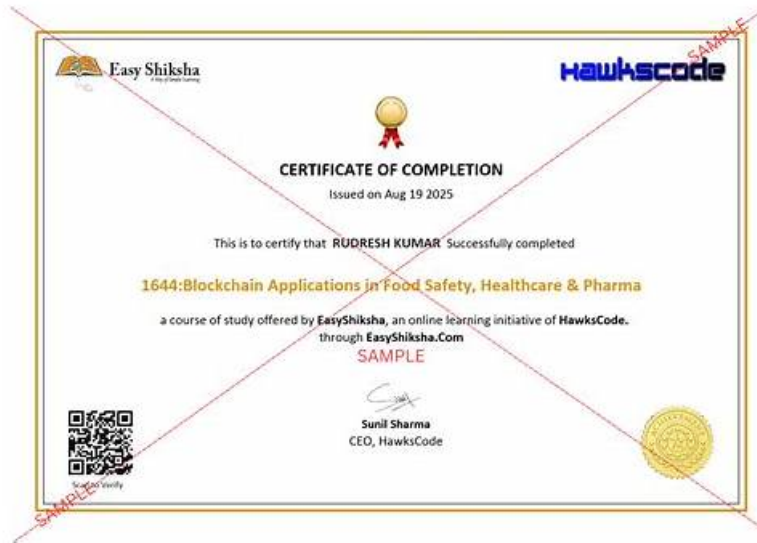 Easy Shiksha
Hawkscode
SAMPLE
CERTIFICATE OF COMPLETION
Issued on Aug 19 2025
This is to certify that RUDRESH KUMAR Successfully completed
1644:Blockchain Applications in Food Safety, Healthcare & Pharma
a course of study offered by EasyShiksha, an online learning initiative of HawksCode.
through EasyShiksha.Com
SAMPLE
Sunil Sharma
CEO, HawksCode
Scan to Verify
SAMPLE